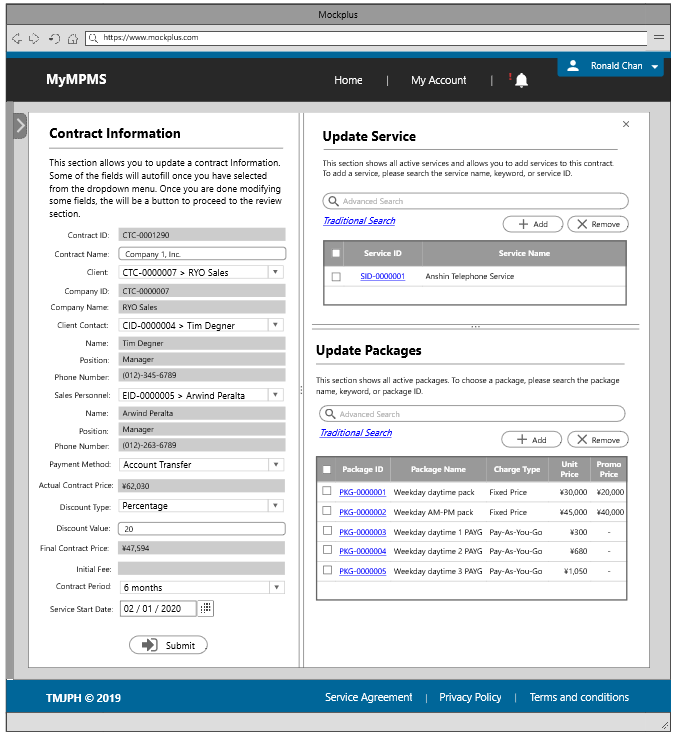 Mockplus
https://www.mockplus.com
Ronald Chan
MyMPMS
Home | My Account |
!
Contract Information
This section allows you to update a contract Information.
Some of the fields will autofill once you have selected
from the dropdown menu. Once you are done modifying
some fields, the will be a button to proceed to the review
section.
Contract ID: CTC-0001290
Contract Name: Company 1, Inc.
Client: CTC-0000007 > RYO Sales
Company ID: CTC-0000007
Company Name: RYO Sales
Client Contact: CID-0000004 > Tim Degner
Name: Tim Degner
Position: Manager
Phone Number: (012)-345-6789
Sales Personnel: EID-0000005 > Arwind Peralta
Name: Arwind Peralta
Position: Manager
Phone Number: (012)-263-6789
Payment Method: Account Transfer
Actual Contract Price: ¥62,030
Discount Type: Percentage
Discount Value: 20
Final Contract Price: ¥47,594
Initial Fee:
Contract Period: 6 months
Service Start Date: 02 / 01 / 2020
Submit
Update Service
This section shows all active services and allows you to add services to this contract.
To add a service, please search the service name, keyword, or service ID.
Advanced Search
Traditional Search
Add Remove
Service ID Service Name
SID-0000001 Anshin Telephone Service
Update Packages
This section shows all active packages. To choose a package, please search the package
name, keyword, or package ID.
Advanced Search
Traditional Search
Add Remove
Package ID Package Name Charge Type Unit Price Promo Price
PKG-0000001 Weekday daytime pack Fixed Price ¥30,000 ¥20,000
PKG-0000002 Weekday AM-PM pack Fixed Price ¥45,000 ¥40,000
PKG-0000003 Weekday daytime 1 PAYG Pay-As-You-Go ¥300 -
PKG-0000004 Weekday daytime 2 PAYG Pay-As-You-Go ¥680 -
PKG-0000005 Weekday daytime 3 PAYG Pay-As-You-Go ¥1,050 -
TMJPH © 2019
Service Agreement | Privacy Policy | Terms and conditions